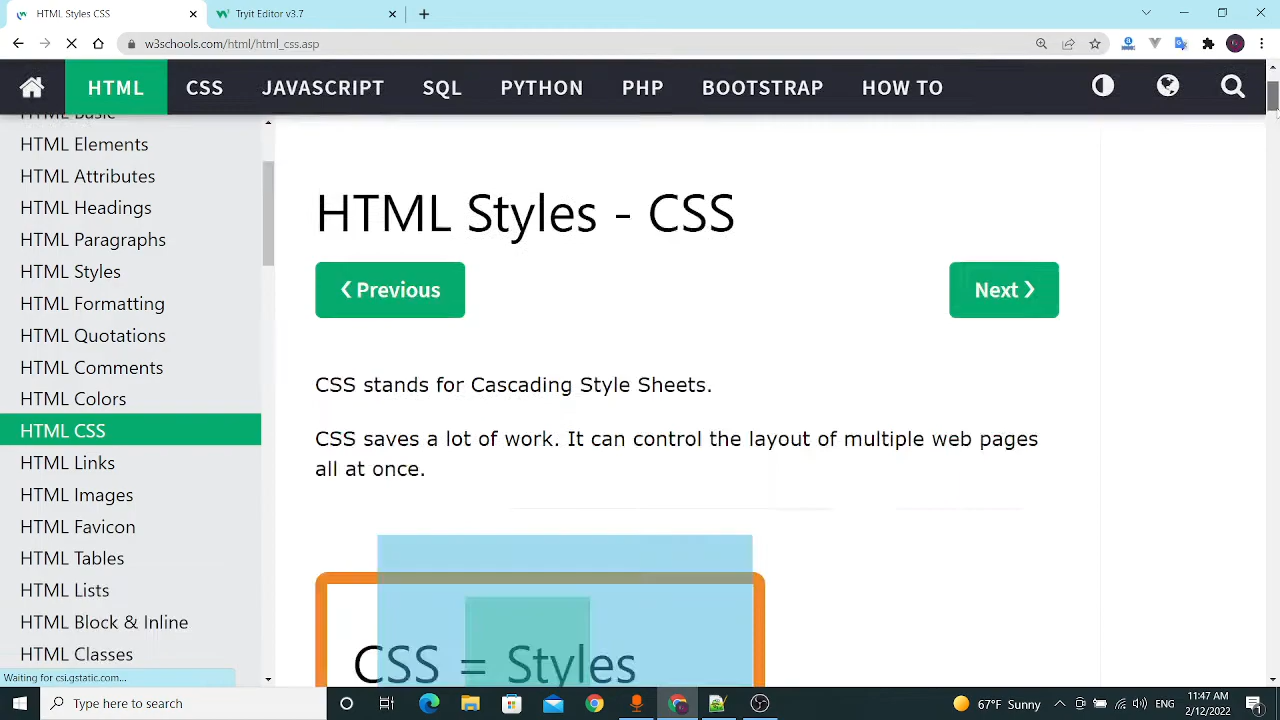 HTML Styles CSS
Tryit Editor v3.7
w3schools.com/html/html_css.asp
HTML CSS JAVASCRIPT SQL PYTHON PHP BOOTSTRAP HOW TO
HTML Basic
HTML Elements
HTML Attributes
HTML Headings
HTML Paragraphs
HTML Styles
HTML Formatting
HTML Quotations
HTML Comments
HTML Colors
HTML CSS
HTML Links
HTML Images
HTML Favicon
HTML Tables
HTML Lists
HTML Block & Inline
HTML Classes
HTML Styles - CSS
❮ Previous
Next ❯
CSS stands for Cascading Style Sheets.
CSS saves a lot of work. It can control the layout of multiple web pages
all at once.
CSS = Styles
Waiting for csi.gstatic.com...
Type here to search
67°F Sunny
ENG
11:47 AM
2/12/2022